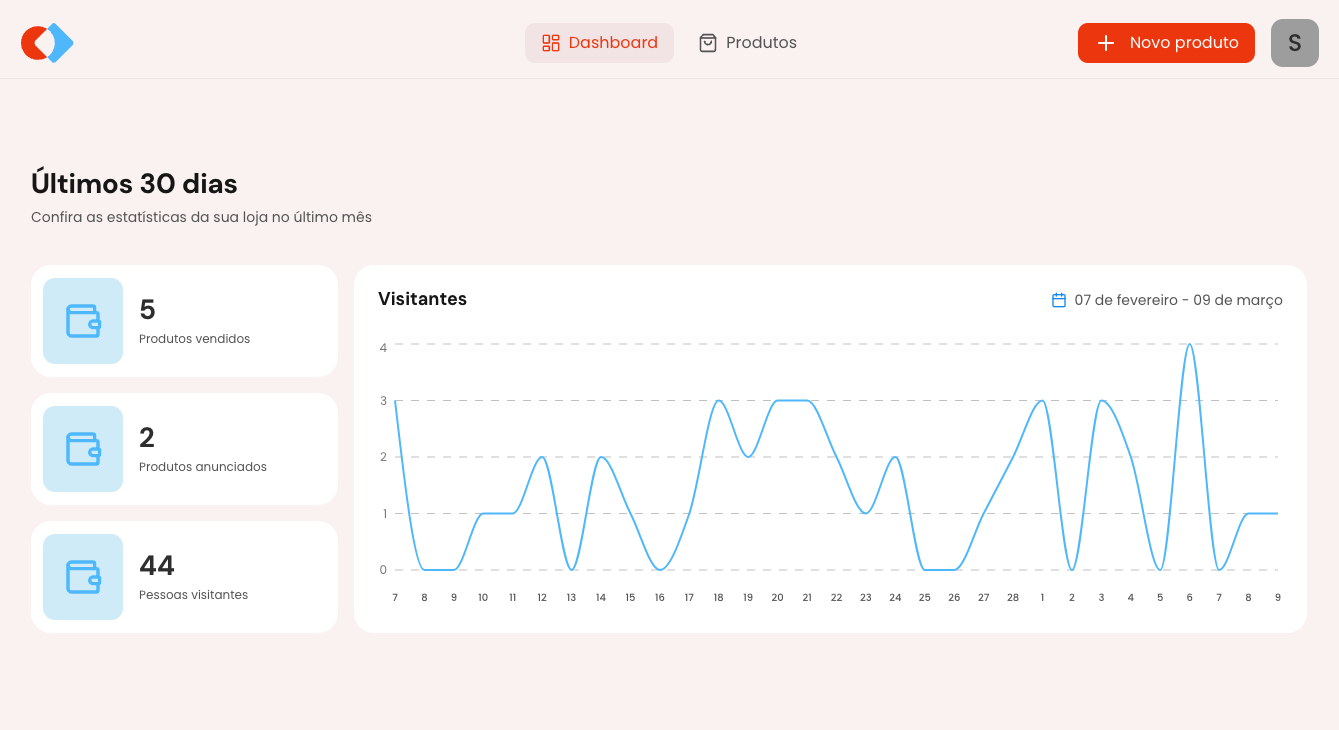 Dashboard
Produtos
Novo produto
S
Últimos 30 dias
Confira as estatísticas da sua loja no último mês
5
Produtos vendidos
2
Produtos anunciados
44
Pessoas visitantes
Visitantes
07 de fevereiro - 09 de março
4
3
2
1
0
7 8 9 10 11 12 13 14 15 16 17 18 19 20 21 22 23 24 25 26 27 28 1 2 3 4 5 6 7 8 9